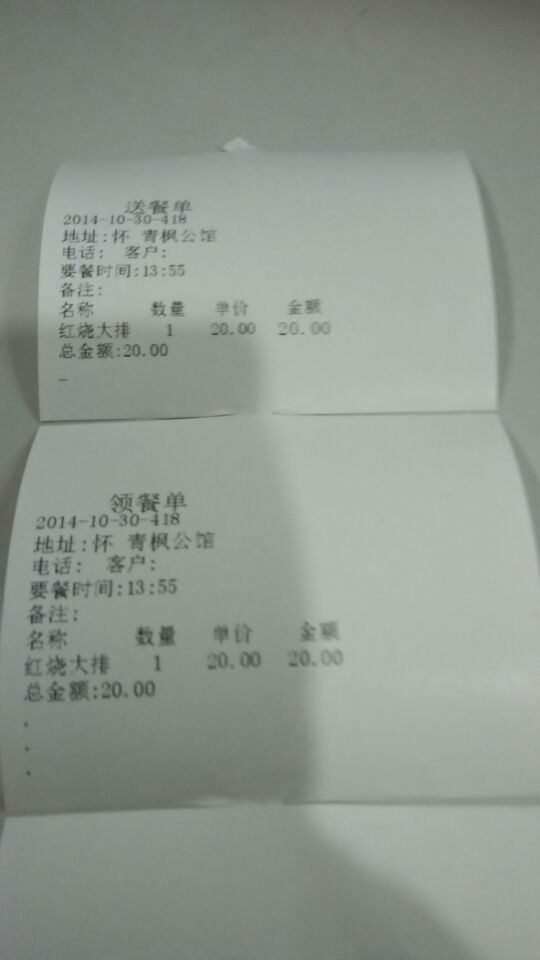 送餐单
2014-10-30-418
地址:怀 青枫公馆
电话: 客户:
要餐时间:13:55
备注:
名称 数量 单价 金额
红烧大排 1 20.00 20.00
总金额:20.00
领餐单
2014-10-30-418
地址:怀 青枫公馆
电话: 客户:
要餐时间:13:55
备注:
名称 数量 单价 金额
红烧大排 1 20.00 20.00
总金额:20.00